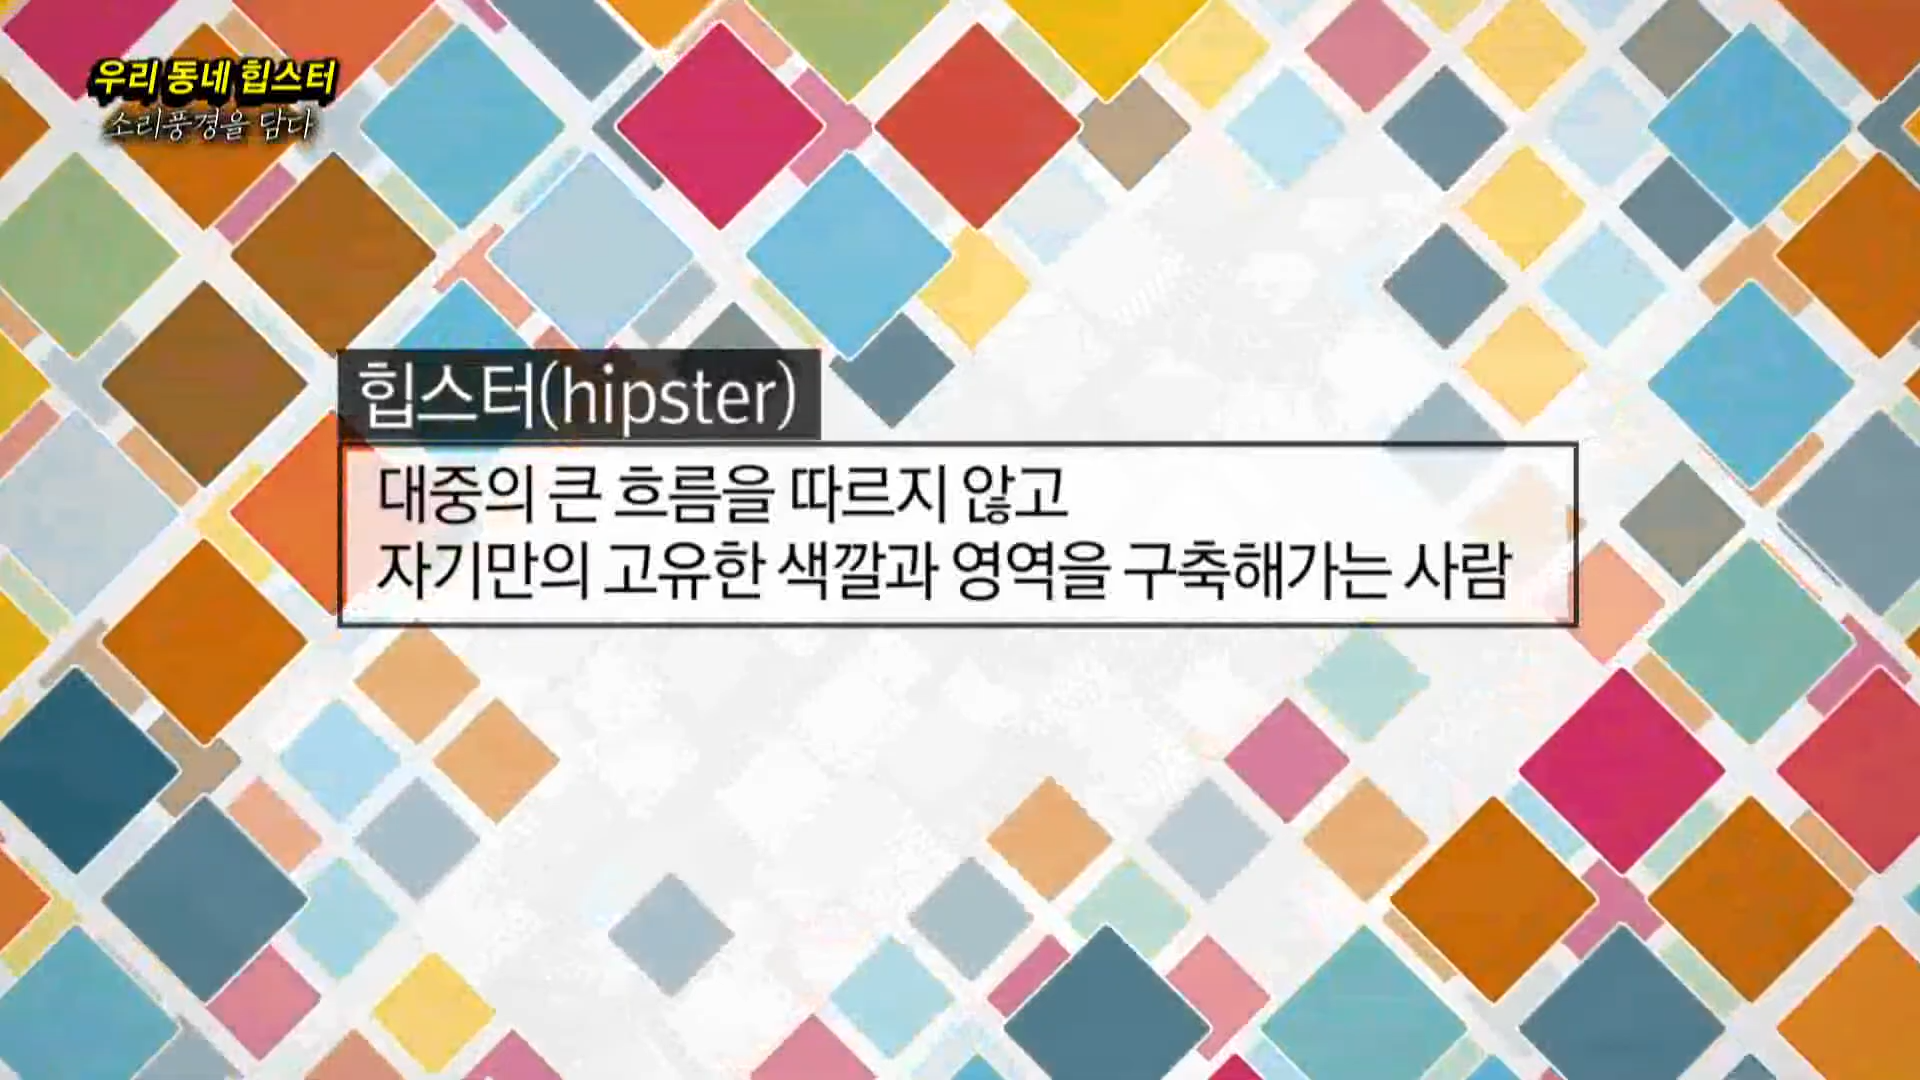 우리 동네 힙스터
소리풍경을 담다
힙스터(hipster)
대중의 큰 흐름을 따르지 않고
자기만의 고유한 색깔과 영역을 구축해가는 사람